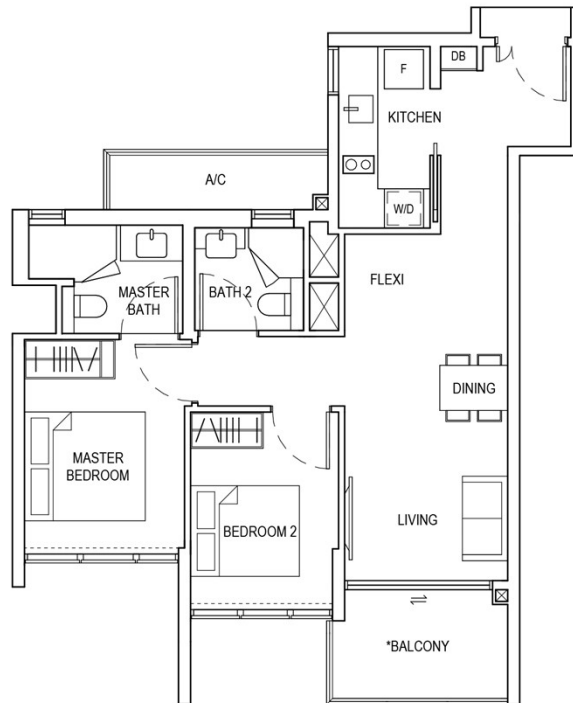 DB
F
KITCHEN
A/C
W/D
MASTER
BATH
BATH 2
FLEXI
DINING
MASTER
BEDROOM
BEDROOM 2
LIVING
*BALCONY